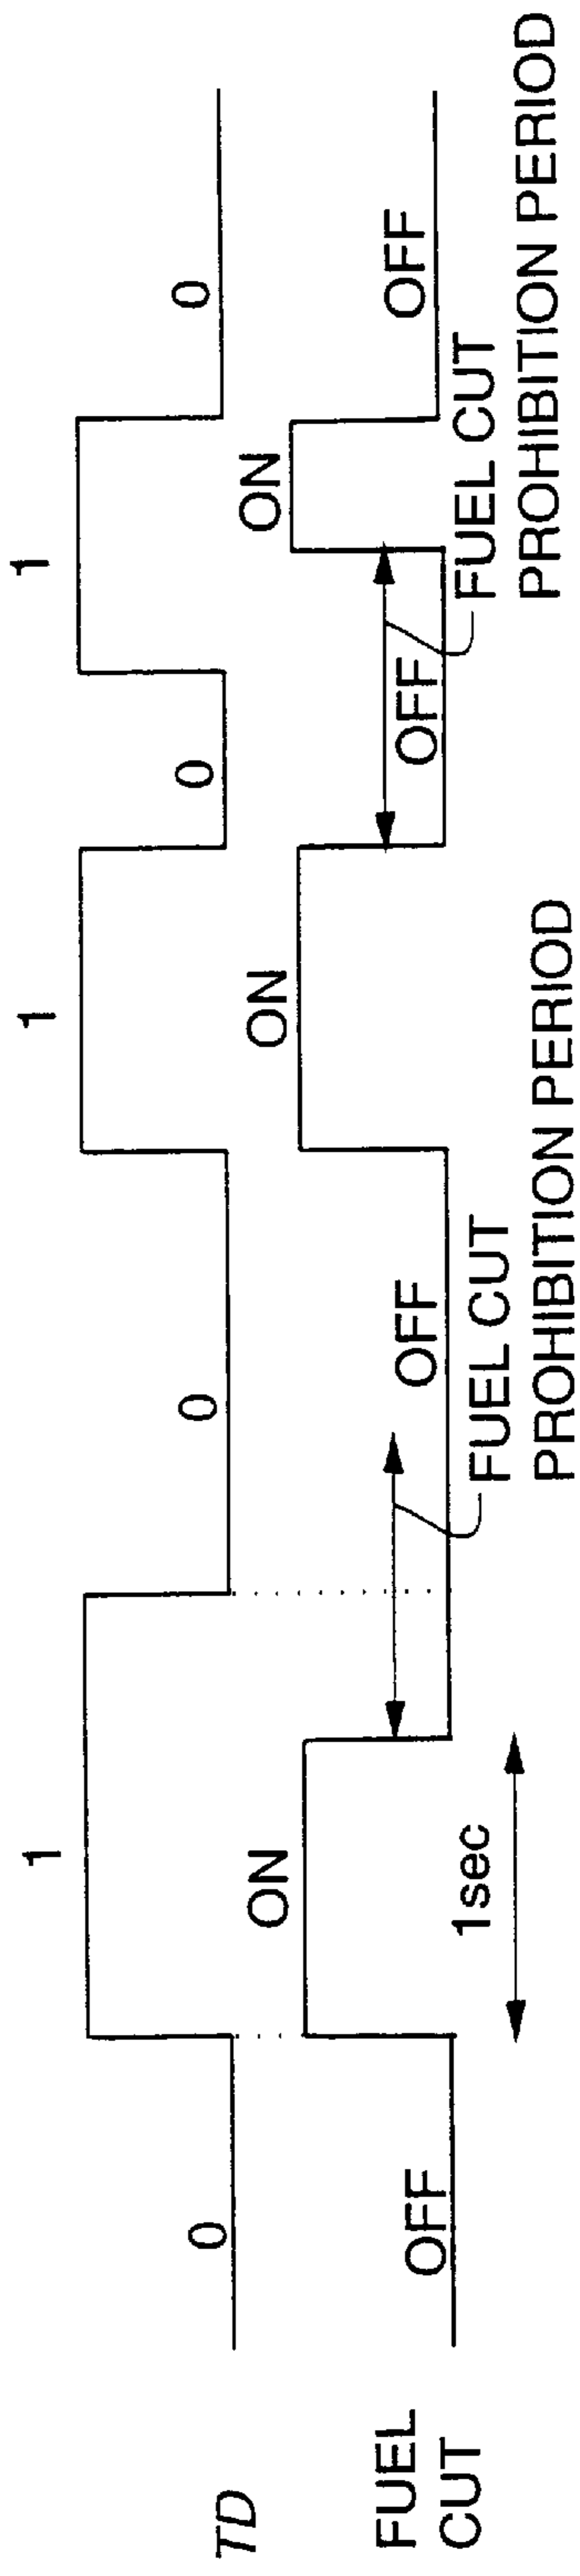 TD
0
1
0
1
0
1
0
FUEL
CUT
OFF
ON
OFF
ON
OFF
ON
OFF
1sec
FUEL CUT
PROHIBITION PERIOD
FUEL CUT
PROHIBITION PERIOD